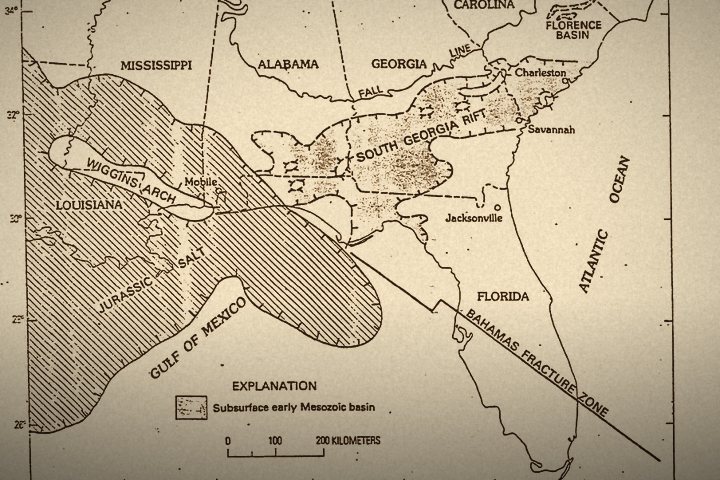 34°
CAROLINA
FLORENCE
BASIN
MISSISSIPPI
ALABAMA
GEORGIA
FALL LINE
Charleston
32°
SOUTH GEORGIA RIFT
Savannah
WIGGINS ARCH
Mobile
LOUISIANA
30°
Jacksonville
ATLANTIC OCEAN
JURASSIC SALT
GULF OF MEXICO
FLORIDA
BAHAMAS FRACTURE ZONE
EXPLANATION
Subsurface early Mesozoic basin
0 100 200 KILOMETERS